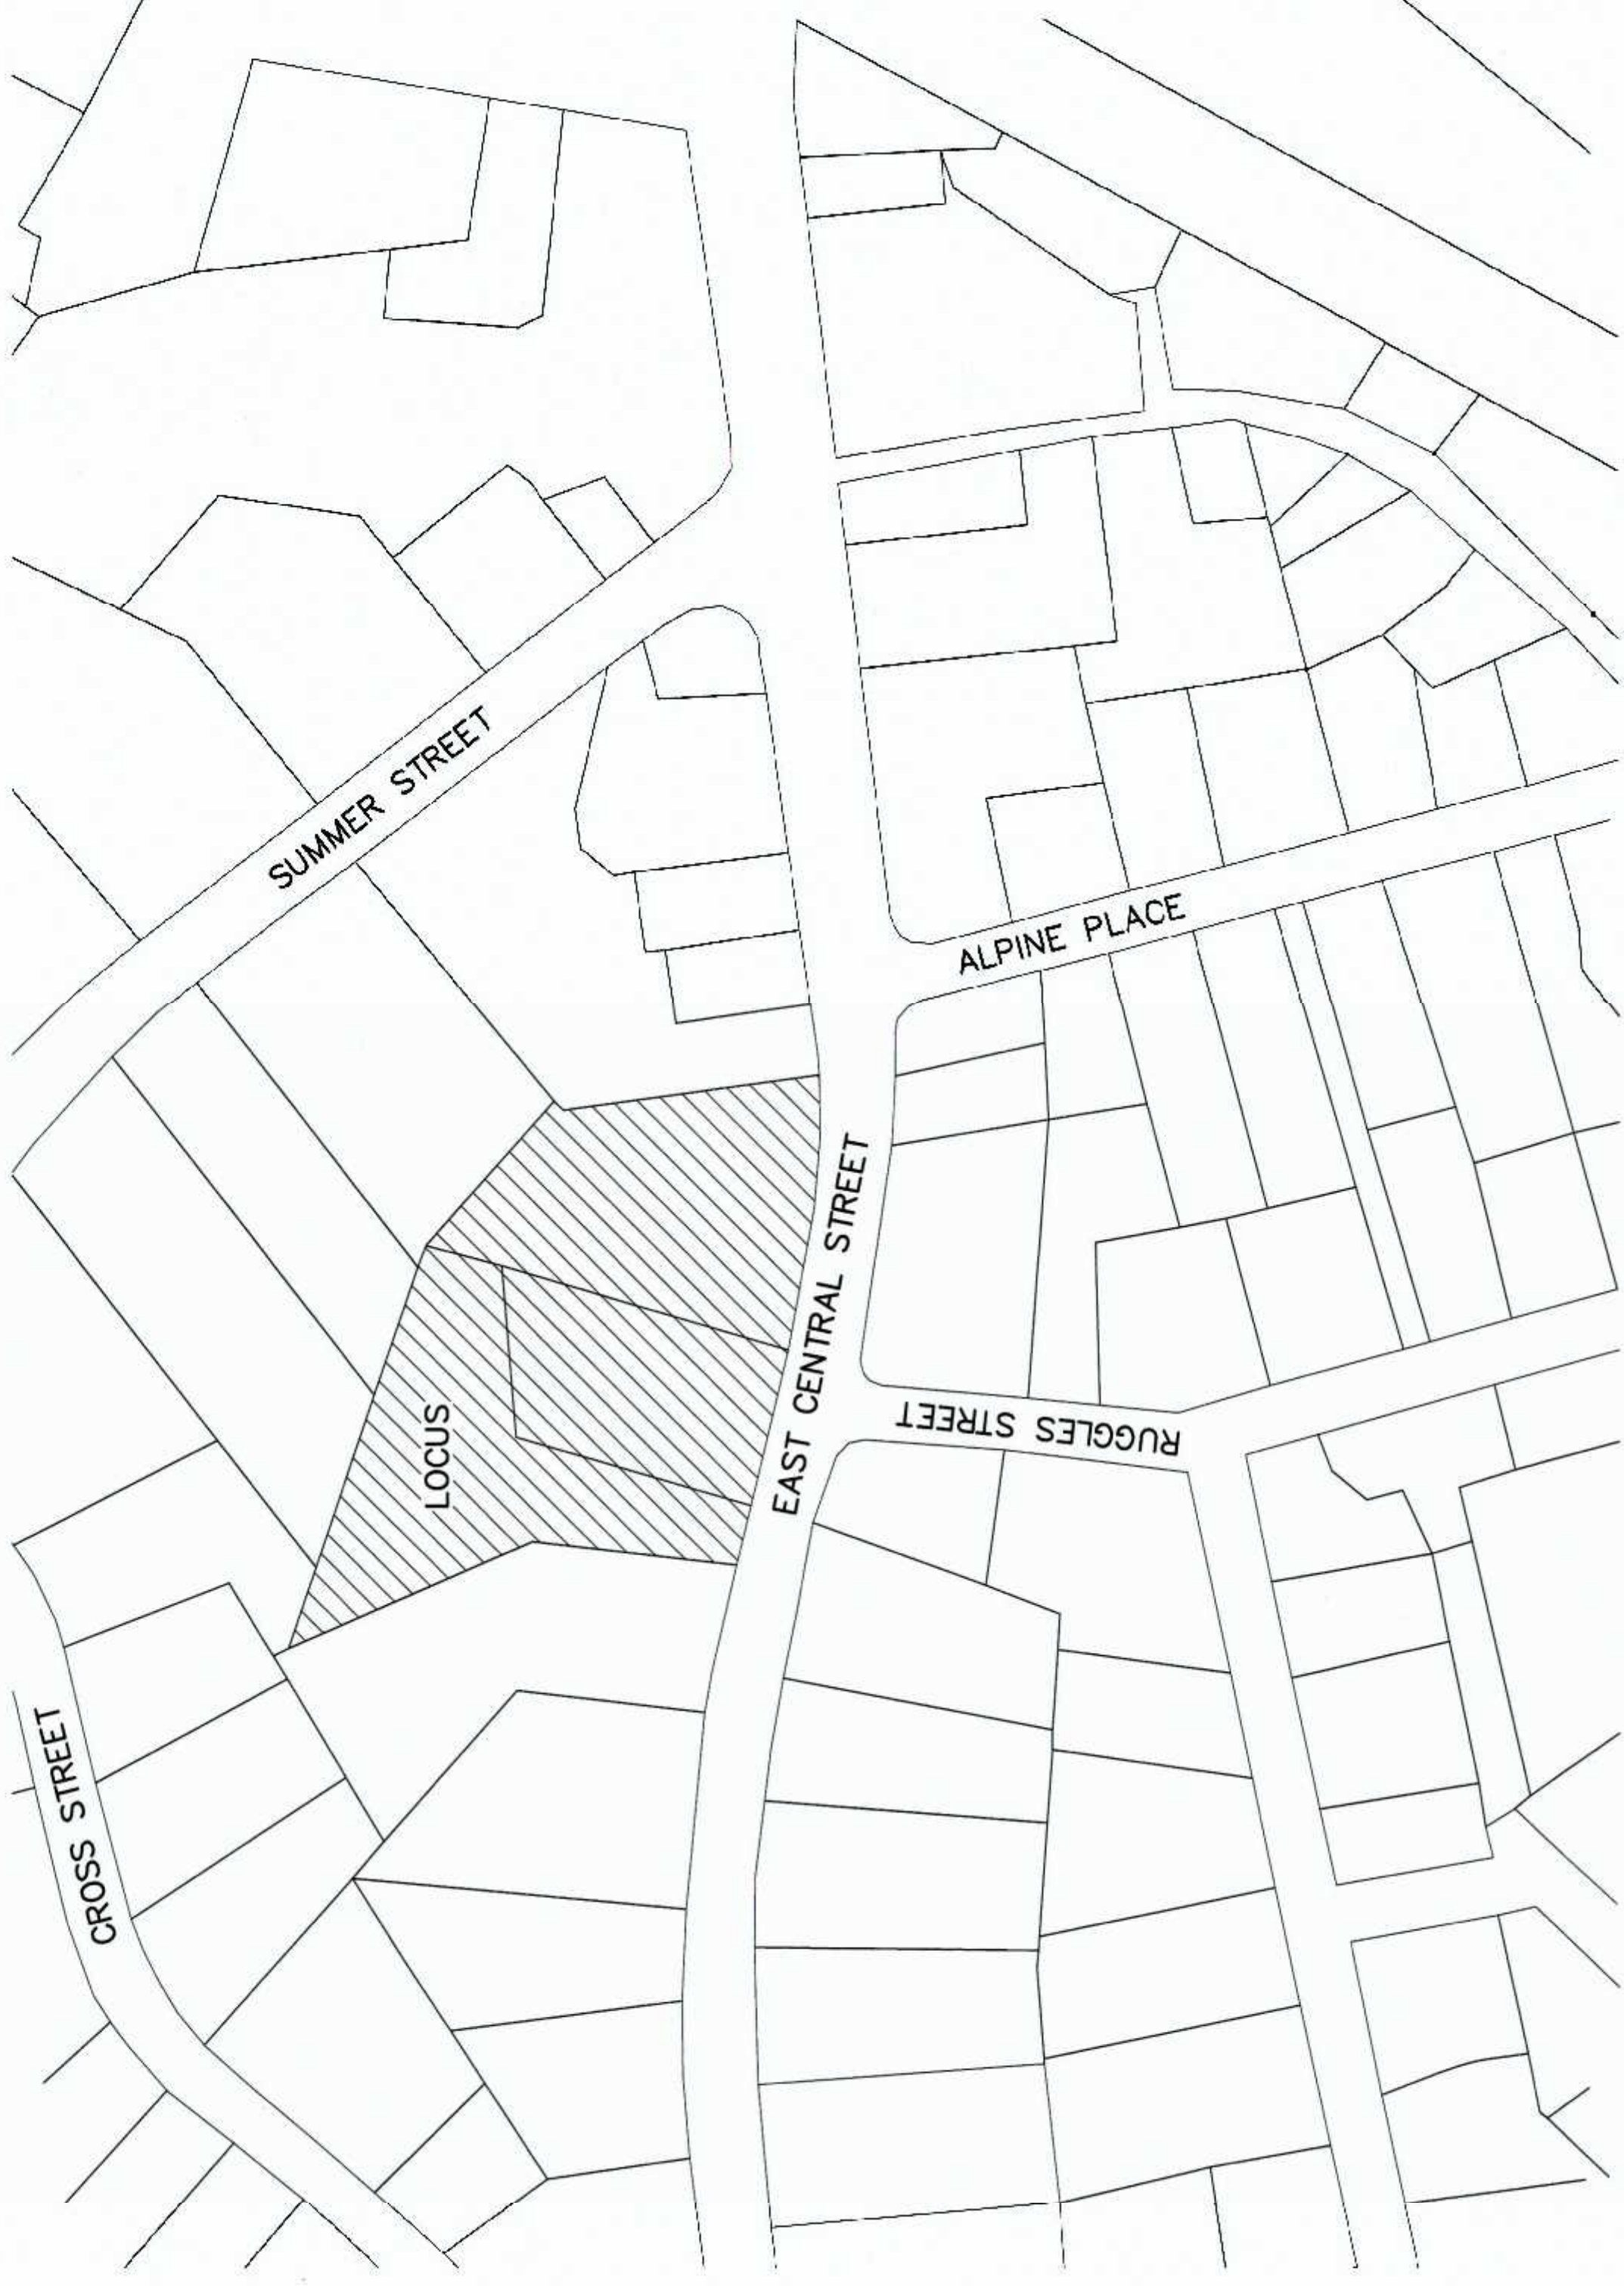 SUMMER STREET
ALPINE PLACE
EAST CENTRAL STREET
RUGGLES STREET
LOCUS
CROSS STREET